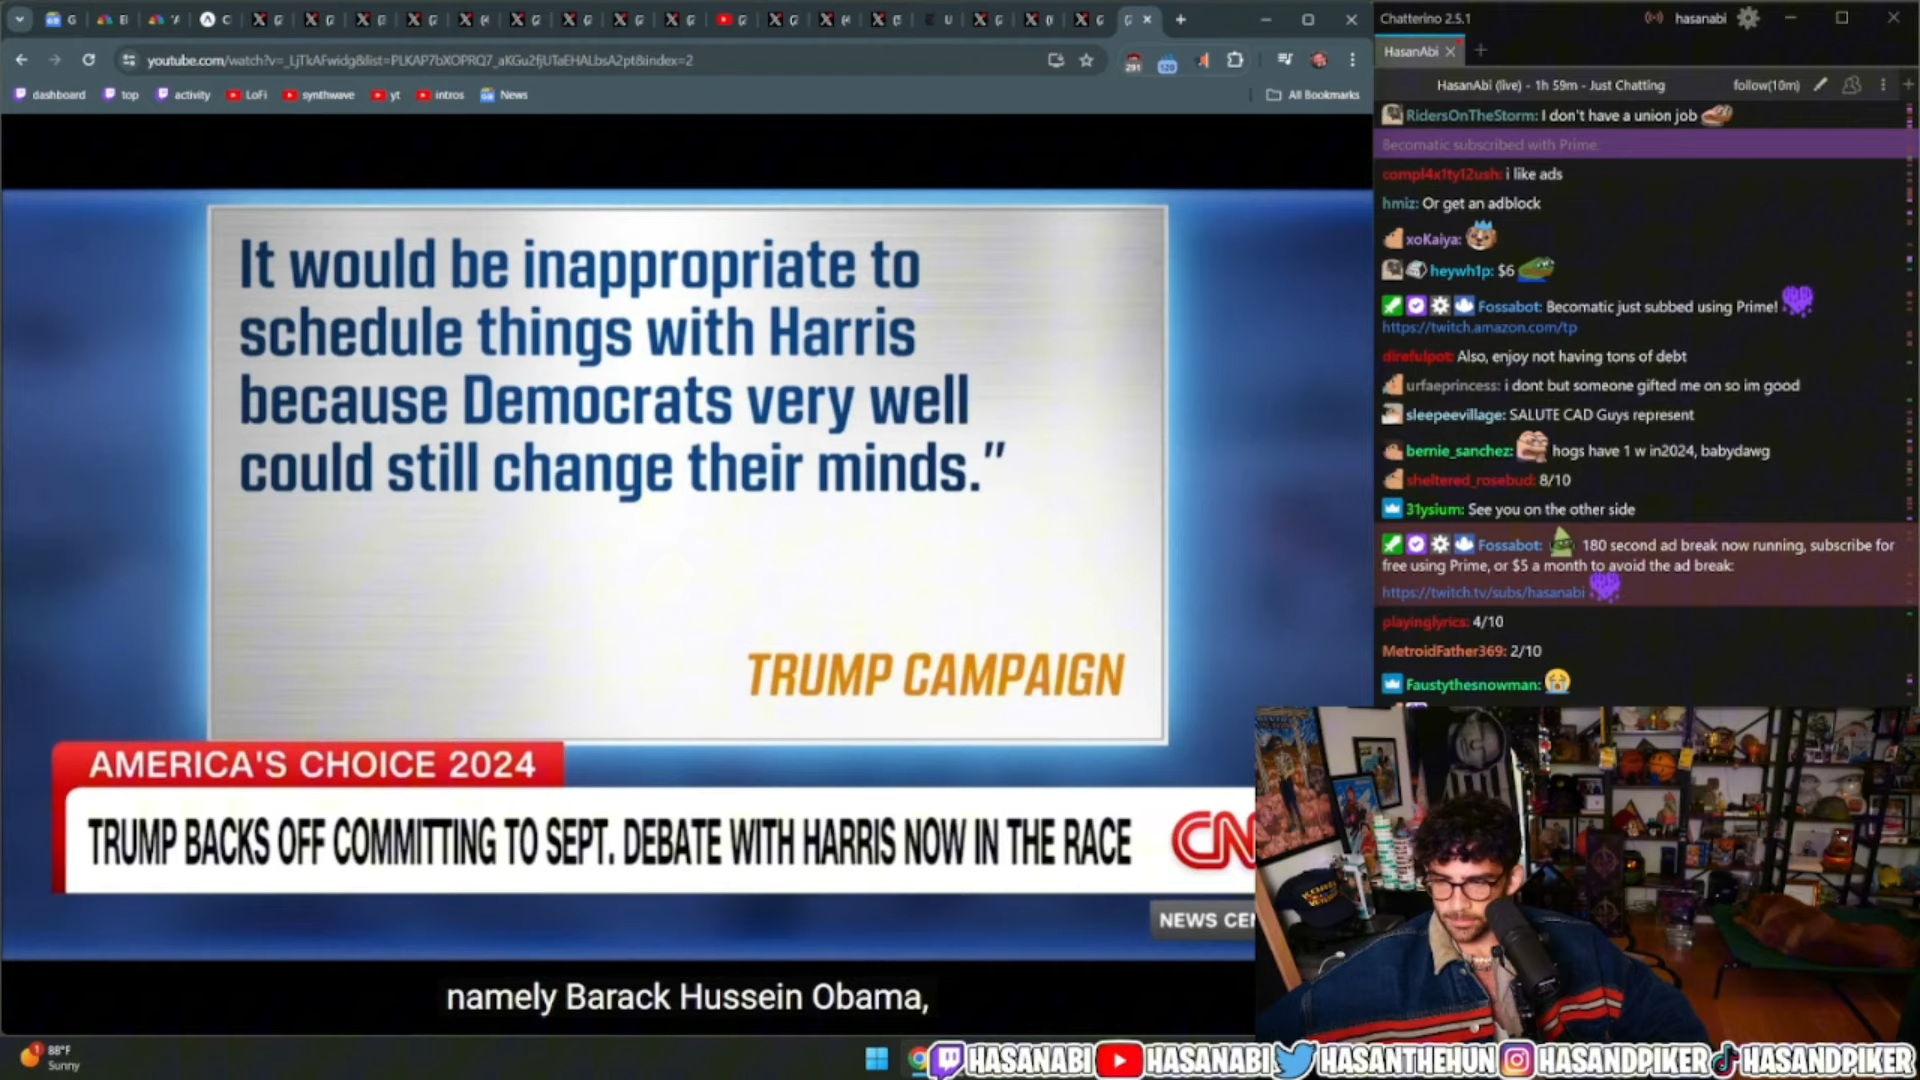 youtube.com/watch?v=_LjTkAFwidg&list=PLKAP7bXOPRQ7_aKGu2fjUTaEHALbsA2pt&index=2
dashboard top activity LoFi synthwave yt intros News All Bookmarks
It would be inappropriate to
schedule things with Harris
because Democrats very well
could still change their minds.”
TRUMP CAMPAIGN
AMERICA'S CHOICE 2024
TRUMP BACKS OFF COMMITTING TO SEPT. DEBATE WITH HARRIS NOW IN THE RACE
NEWS CE
namely Barack Hussein Obama,
88°F
Sunny
Chatterino 2.5.1
hasanabi
HasanAbi
HasanAbi (live) - 1h 59m - Just Chatting follow(10m)
RidersOnTheStorm: I don't have a union job
Becomatic subscribed with Prime.
compl4x1ty12ush: i like ads
hmiz: Or get an adblock
xoKaiya:
heywh1p: $6
Fossabot: Becomatic just subbed using Prime!
https://twitch.amazon.com/tp
direfulpot: Also, enjoy not having tons of debt
urfaeprincess: i dont but someone gifted me on so im good
sleepeevillage: SALUTE CAD Guys represent
bernie_sanchez: hogs have 1 w in2024, babydawg
sheltered_rosebud: 8/10
31ysium: See you on the other side
Fossabot: 180 second ad break now running, subscribe for
free using Prime, or $5 a month to avoid the ad break:
https://twitch.tv/subs/hasanabi
playinglyrics: 4/10
MetroidFather369: 2/10
Faustythesnowman:
HASANABI HASANABI HASANTHEHUN HASANDPIKER HASANDPIKER